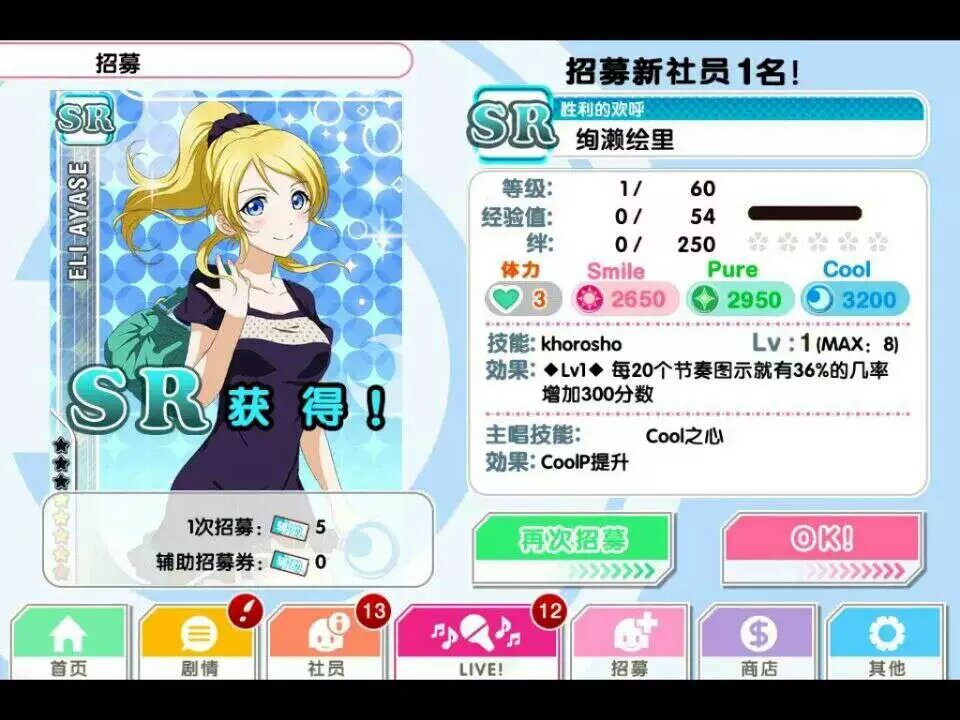 招募
招募新社员1名!
SR
ELI AYASE
SR
胜利的欢呼
绚濑绘里
等级: 1/ 60
经验值: 0/ 54
绊: 0/ 250
体力 Smile Pure Cool
3 2650 2950 3200
技能: khorosho Lv:1(MAX: 8)
效果: ◆Lv1◆ 每20个节奏图示就有36%的几率
增加300分数
主唱技能: Cool之心
效果: CoolP提升
SR 获得!
1次招募: 辅助 5
辅助招募券: 辅助 0
再次招募
OK!
! 13 12
首页 剧情 社员 LIVE! 招募 商店 其他